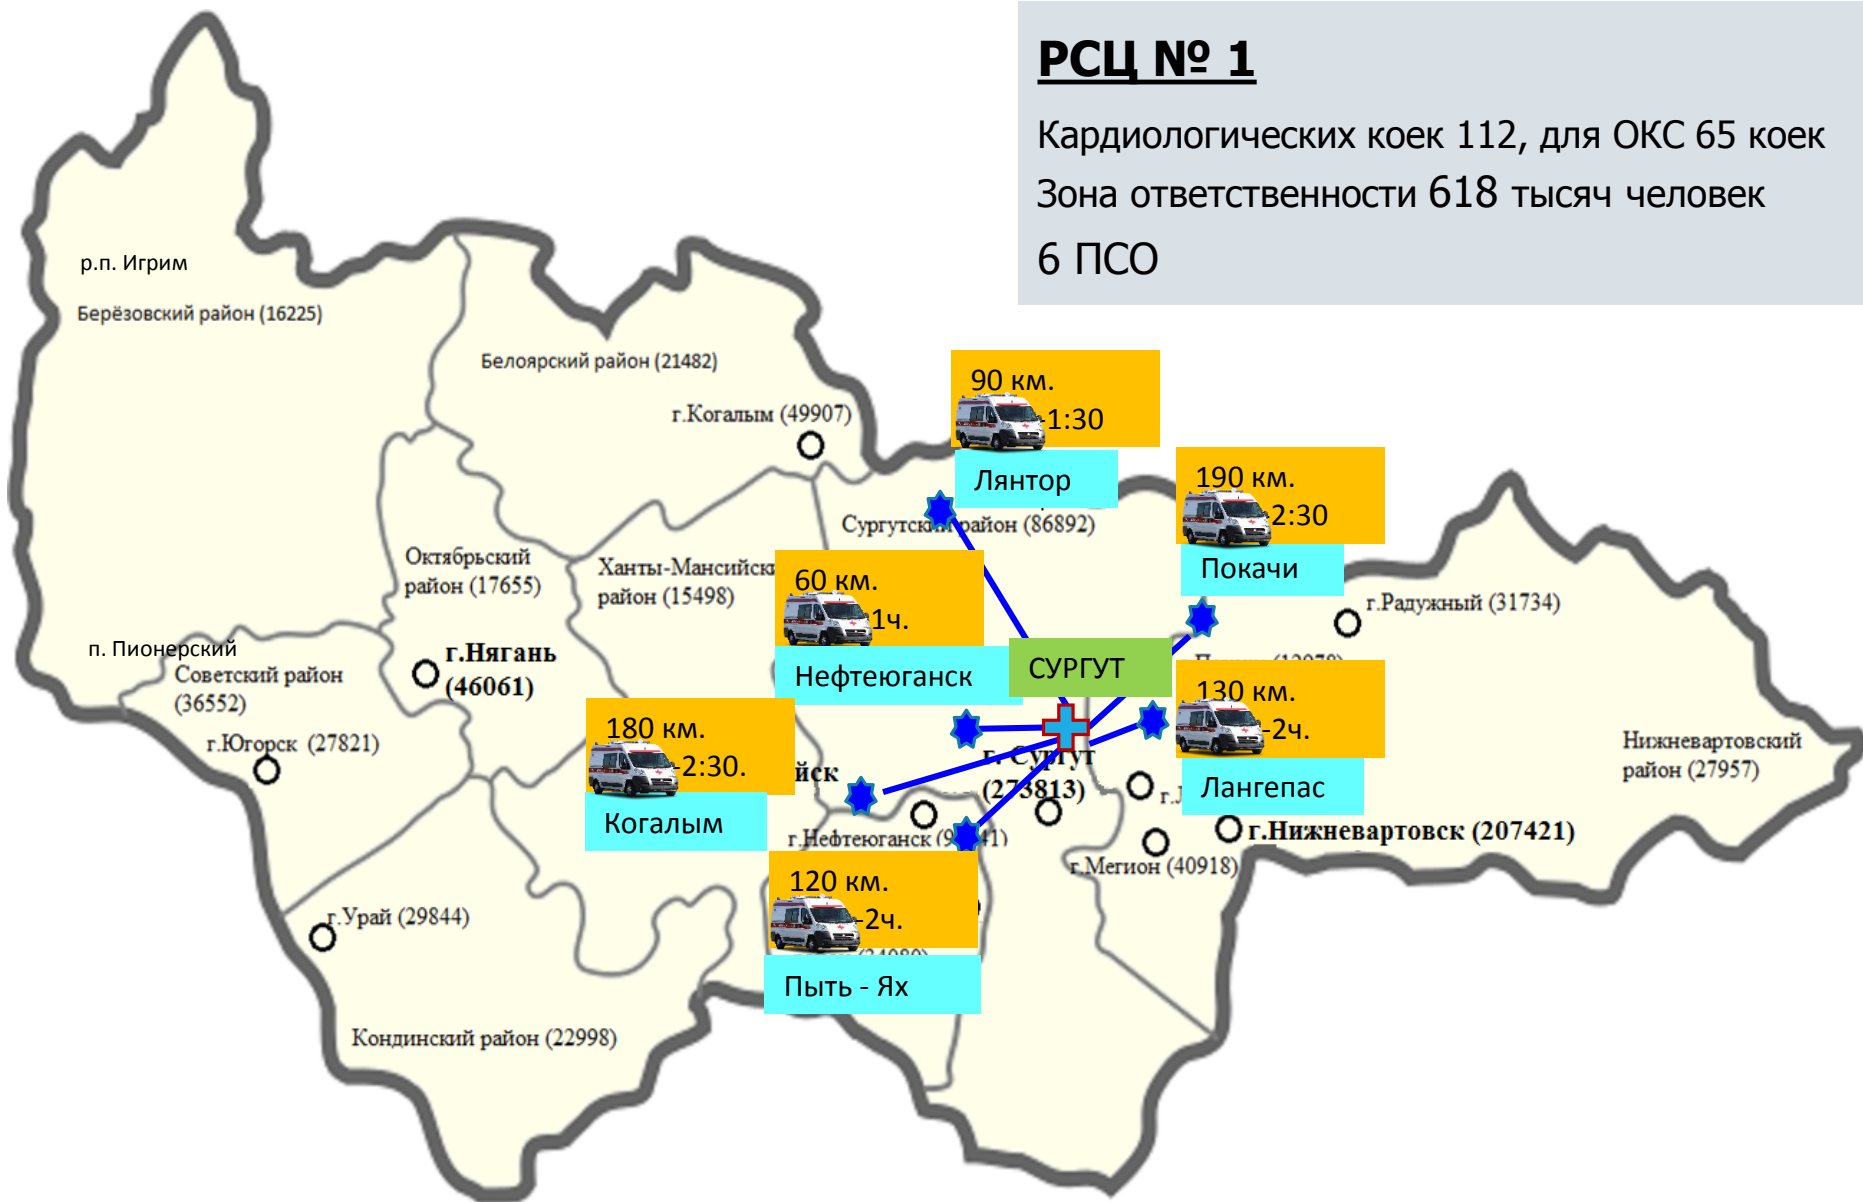 РСЦ № 1
Кардиологических коек 112, для ОКС 65 коек
Зона ответственности 618 тысяч человек
6 ПСО
р.п. Игрим
Берёзовский район (16225)
Белоярский район (21482)
г.Когалым (49907)
90 км.
-1:30
Лянтор
190 км.
-2:30
Покачи
Сургутский район (86892)
Октябрьский
район (17655)
Ханты-Мансийск
район (15498)
60 км.
1ч.
Нефтеюганск
СУРГУТ
г.Радужный (31734)
п. Пионерский
Советский район
(36552)
г.Нягань
(46061)
г.Югорск (27821)
180 км.
-2:30.
Когалым
йск
130 км.
-2ч.
Лангепас
г. Сургут
(273813)
Нижневартовский
район (27957)
г.Нефтеюганск
г.Нижневартовск (207421)
г.Мегион (40918)
120 км.
-2ч.
Пыть - Ях
г.Урай (29844)
Кондинский район (22998)